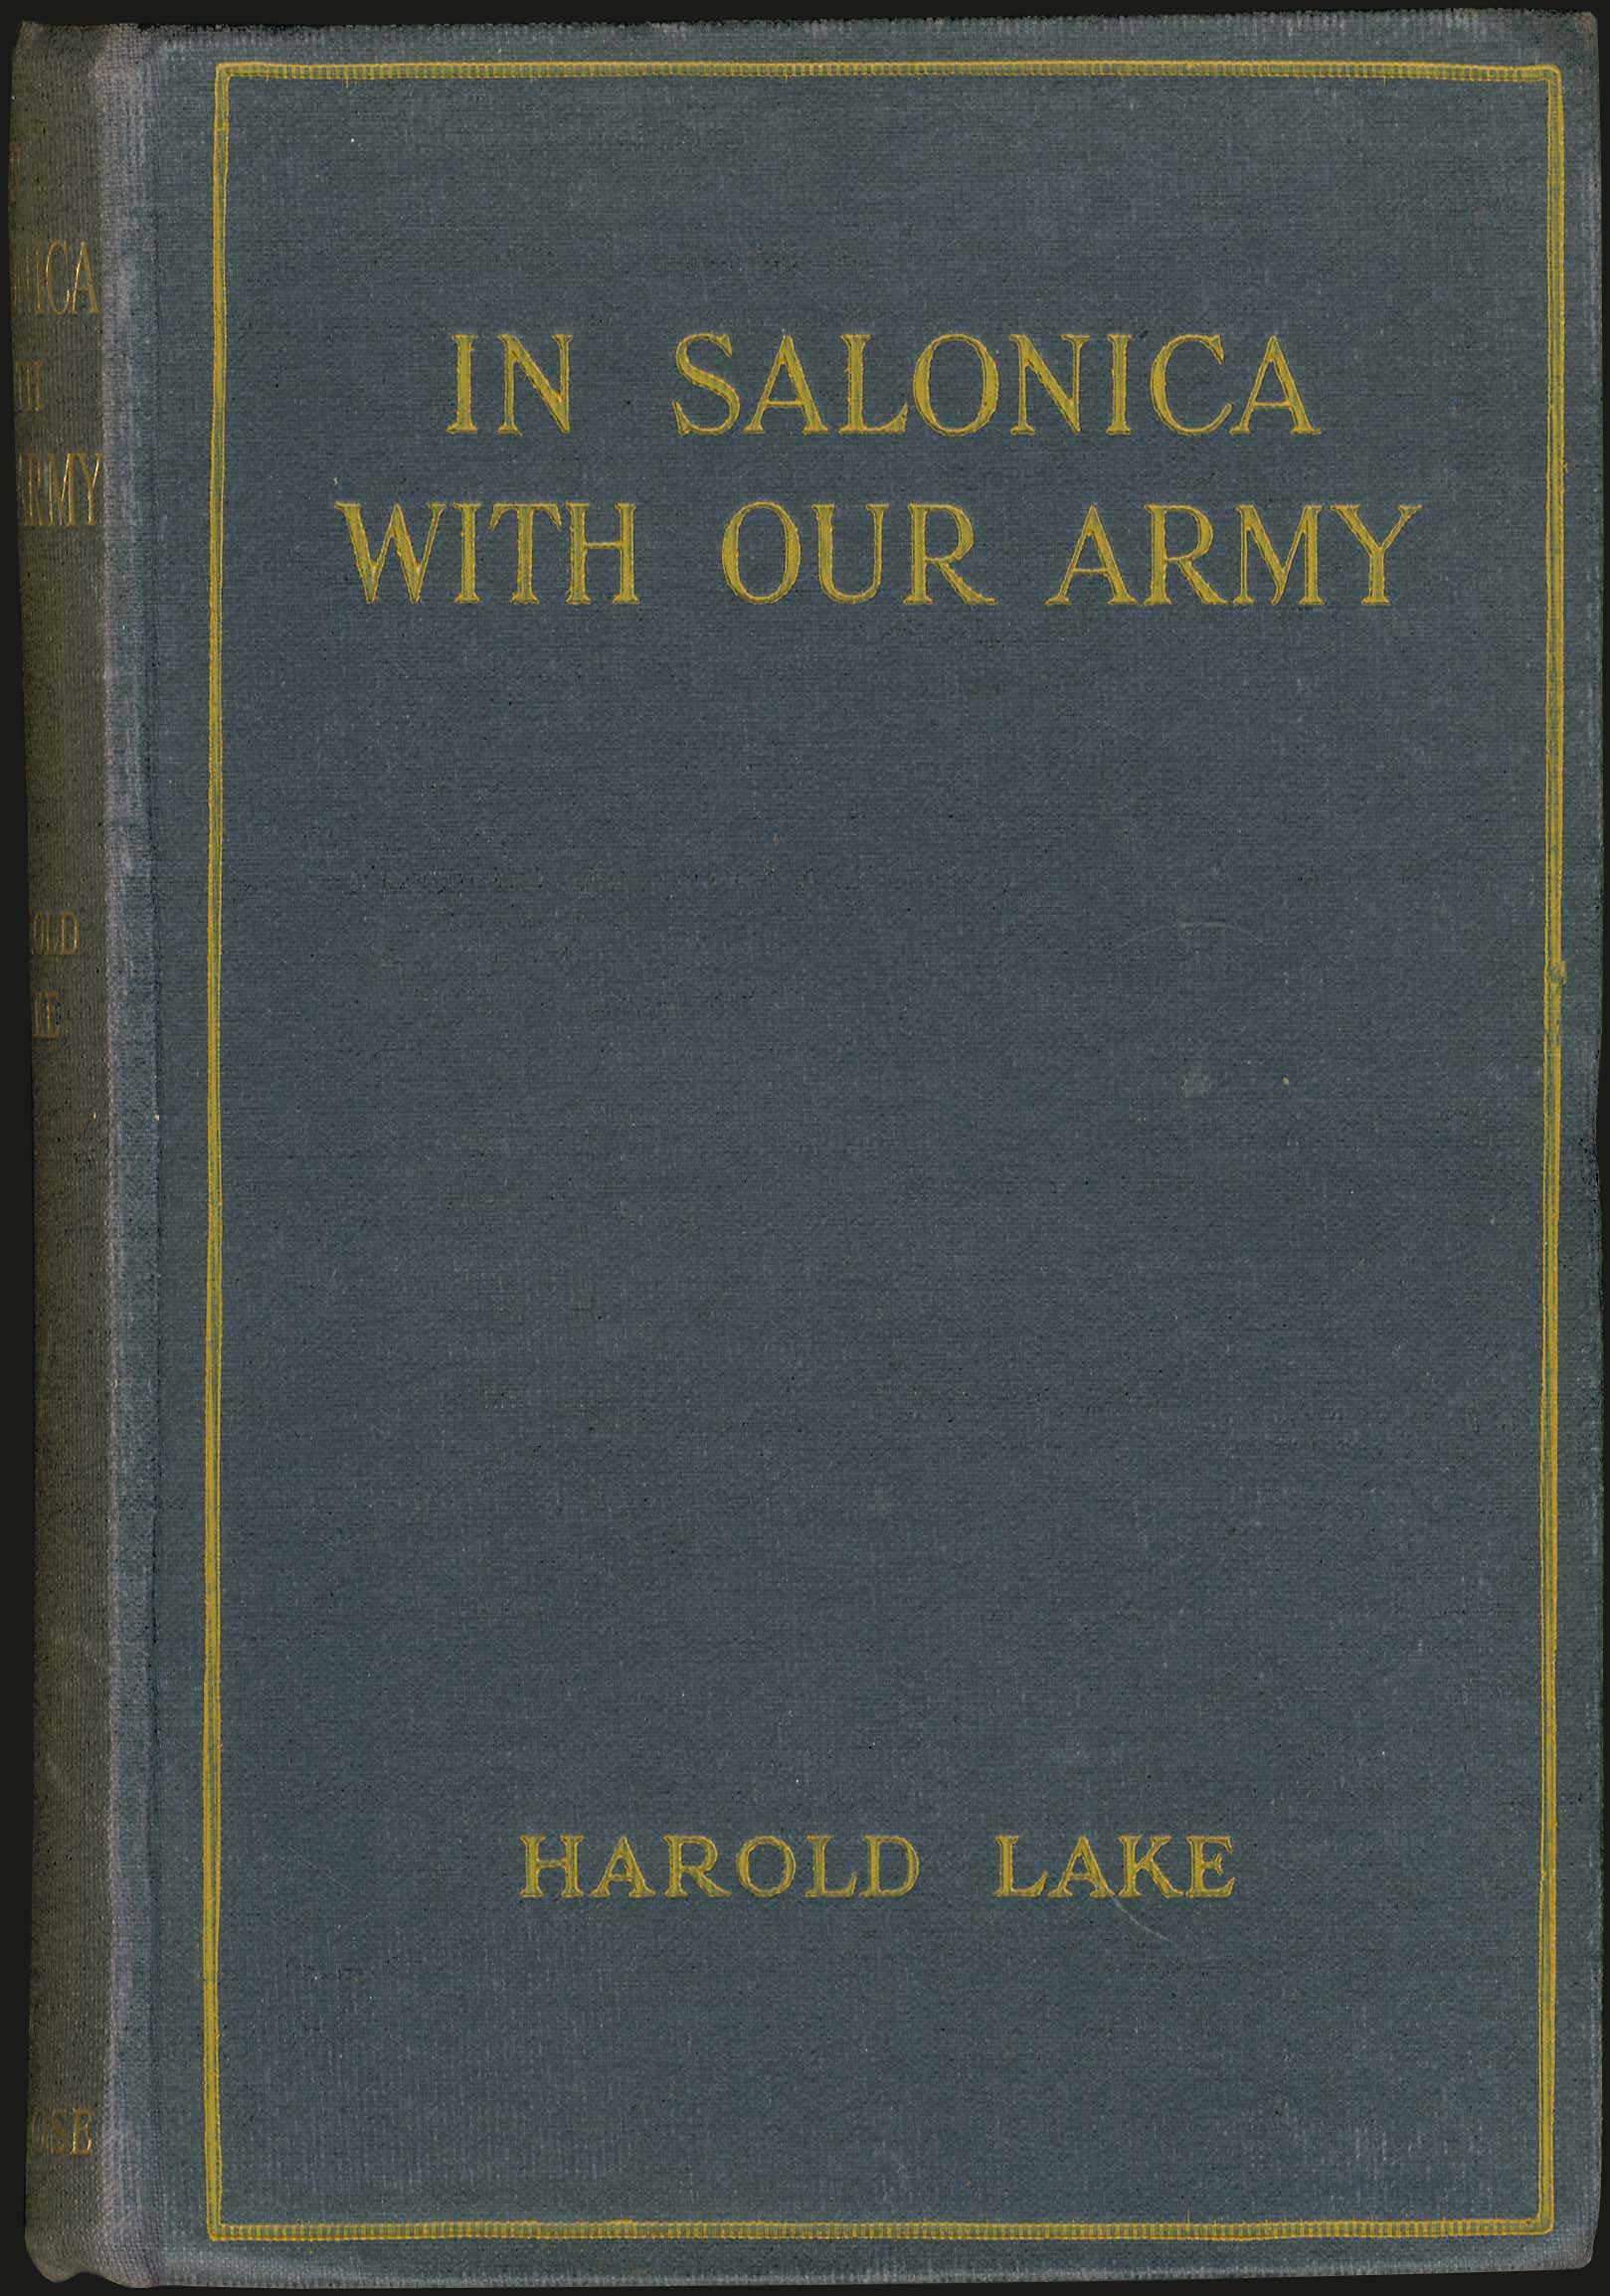 IN SALONICA
WITH OUR ARMY
HAROLD LAKE